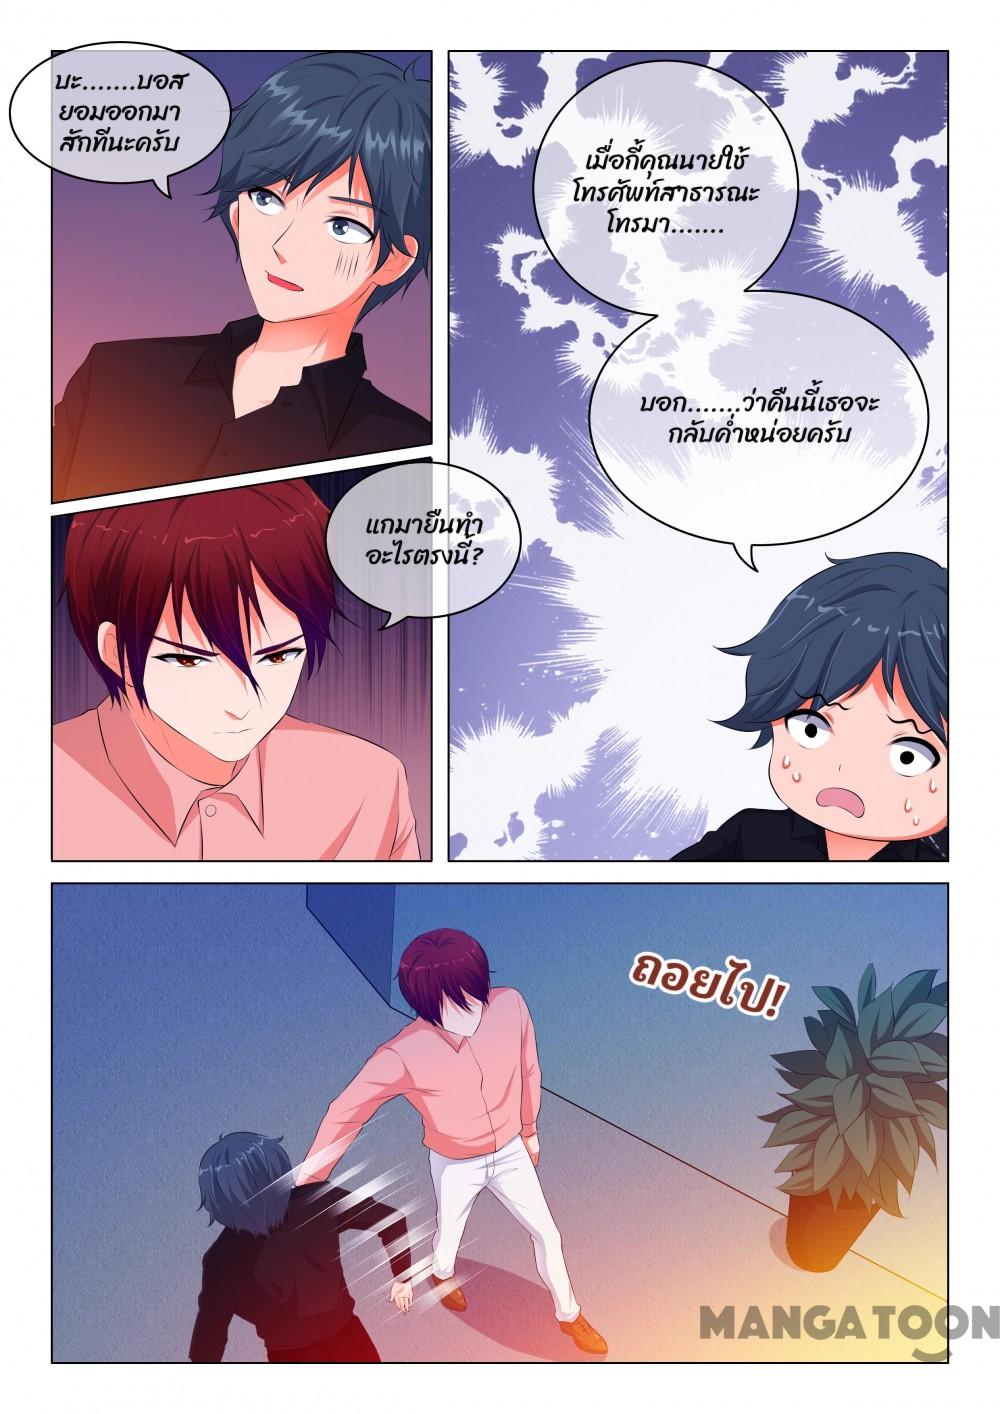 บะ.......บอส
ยอมออกมา
สักทีนะครับ
แกมายืนทำ
อะไรตรงนี้?
เมื่อกี้คุณนายใช้
โทรศัพท์สาธารณะ
โทรมา.......
บอก.......ว่าคืนนี้เธอจะ
กลับค่ำหน่อยครับ
ถอยไป!
MANGATOON